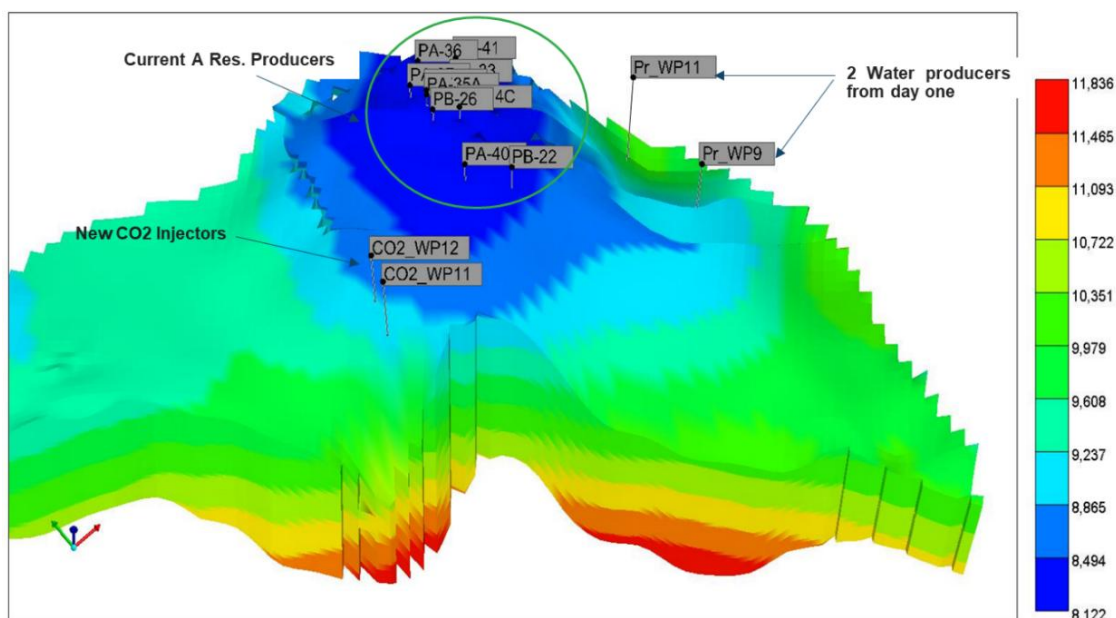 PA-36
-41
Current A Res. Producers
Pr_WP11
2 Water producers
from day one
PA-35A
PB-26
4C
PA-40
PB-22
Pr_WP9
New CO2 Injectors
CO2_WP12
CO2_WP11
11,836
11,465
11,093
10,722
10,351
9,979
9,608
9,237
8,865
8,494
8,122